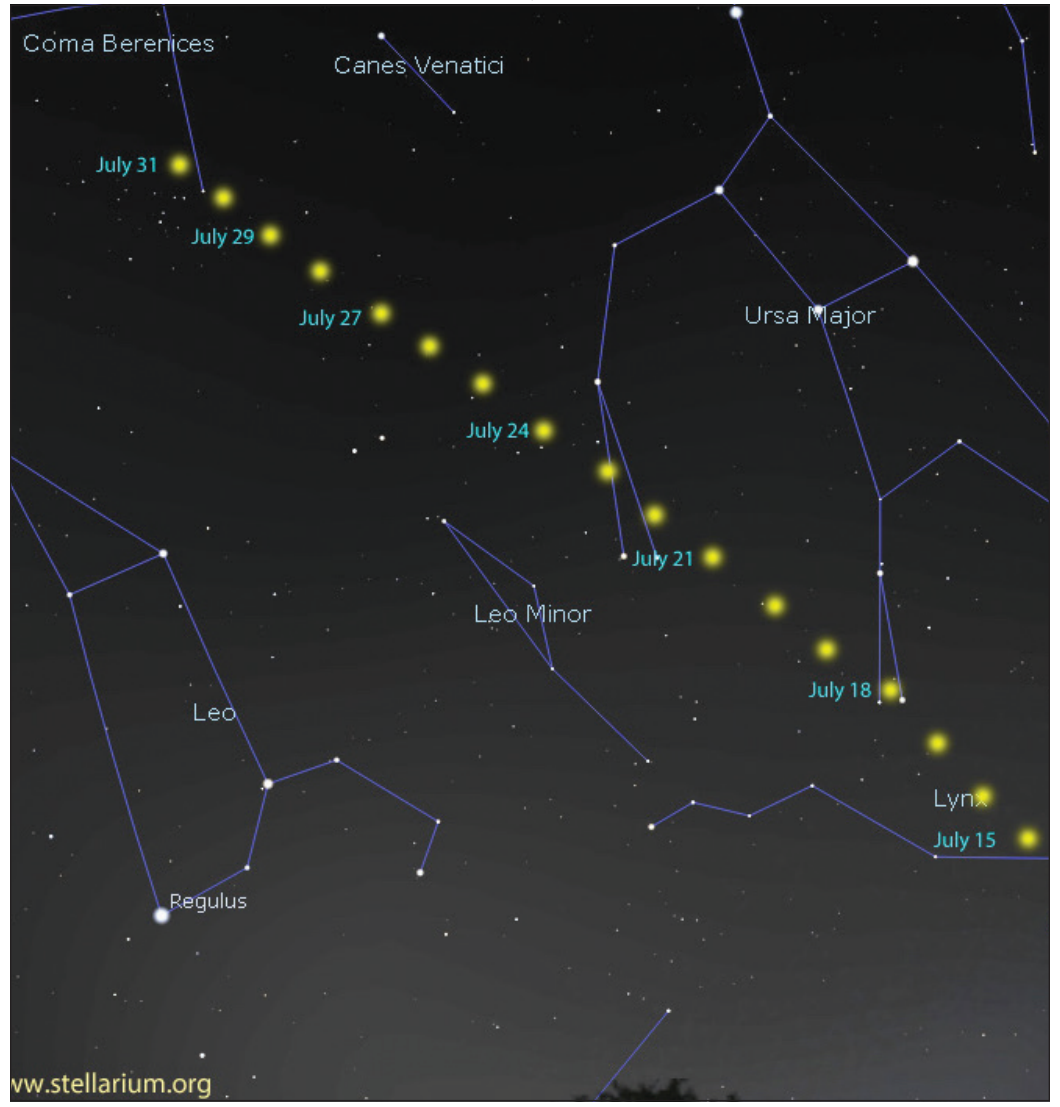 Coma Berenices
Canes Venatici
July 31
July 29
July 27
Ursa Major
July 24
July 21
Leo Minor
July 18
Leo
Lynx
July 15
Regulus
ww.stellarium.org